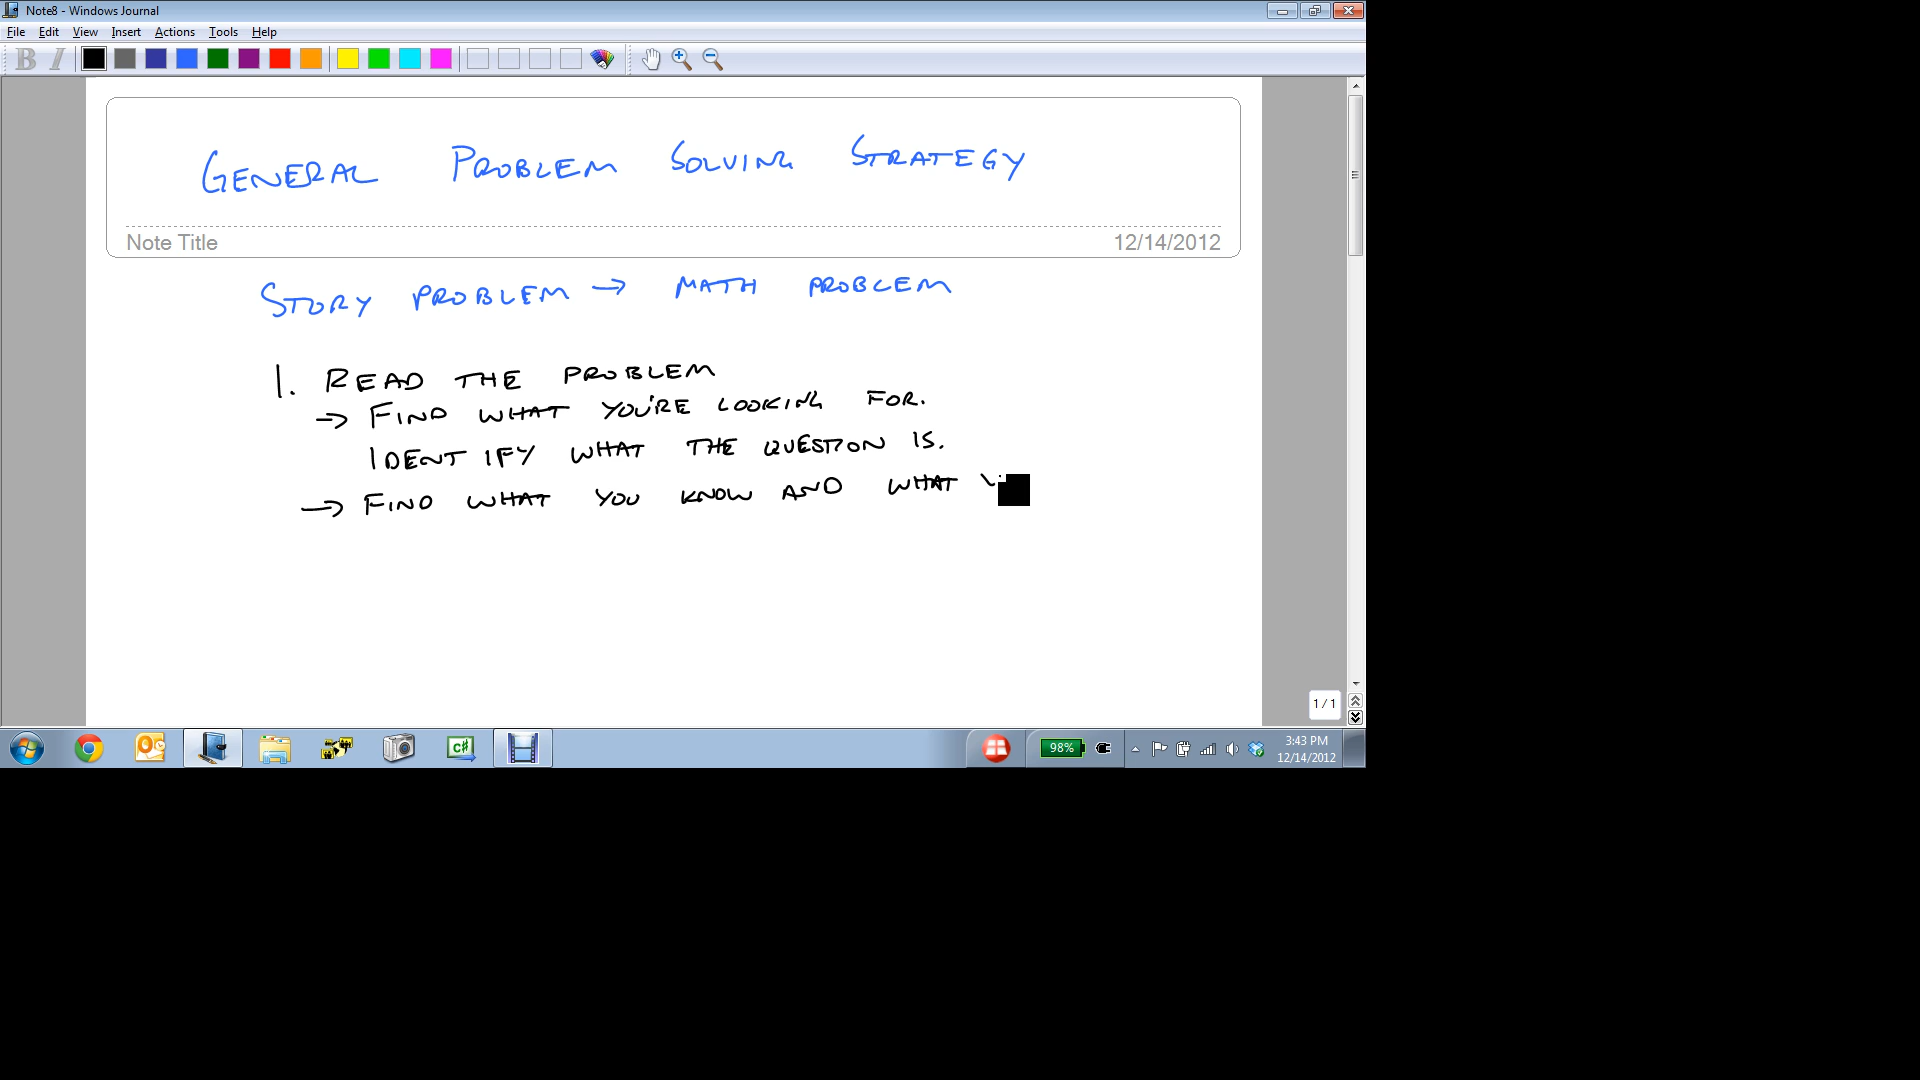 Note8 - Windows Journal
File Edit View Insert Actions Tools Help
B I
GENERAL PROBLEM SOLVING STRATEGY
Note Title 12/14/2012
STORY PROBLEM → MATH PROBLEM
1. READ THE PROBLEM
→ FIND WHAT YOU'RE LOOKING FOR.
IDENTIFY WHAT THE QUESTION IS.
→ FIND WHAT YOU KNOW AND WHAT
1 / 1
C#
98%
3:43 PM
12/14/2012